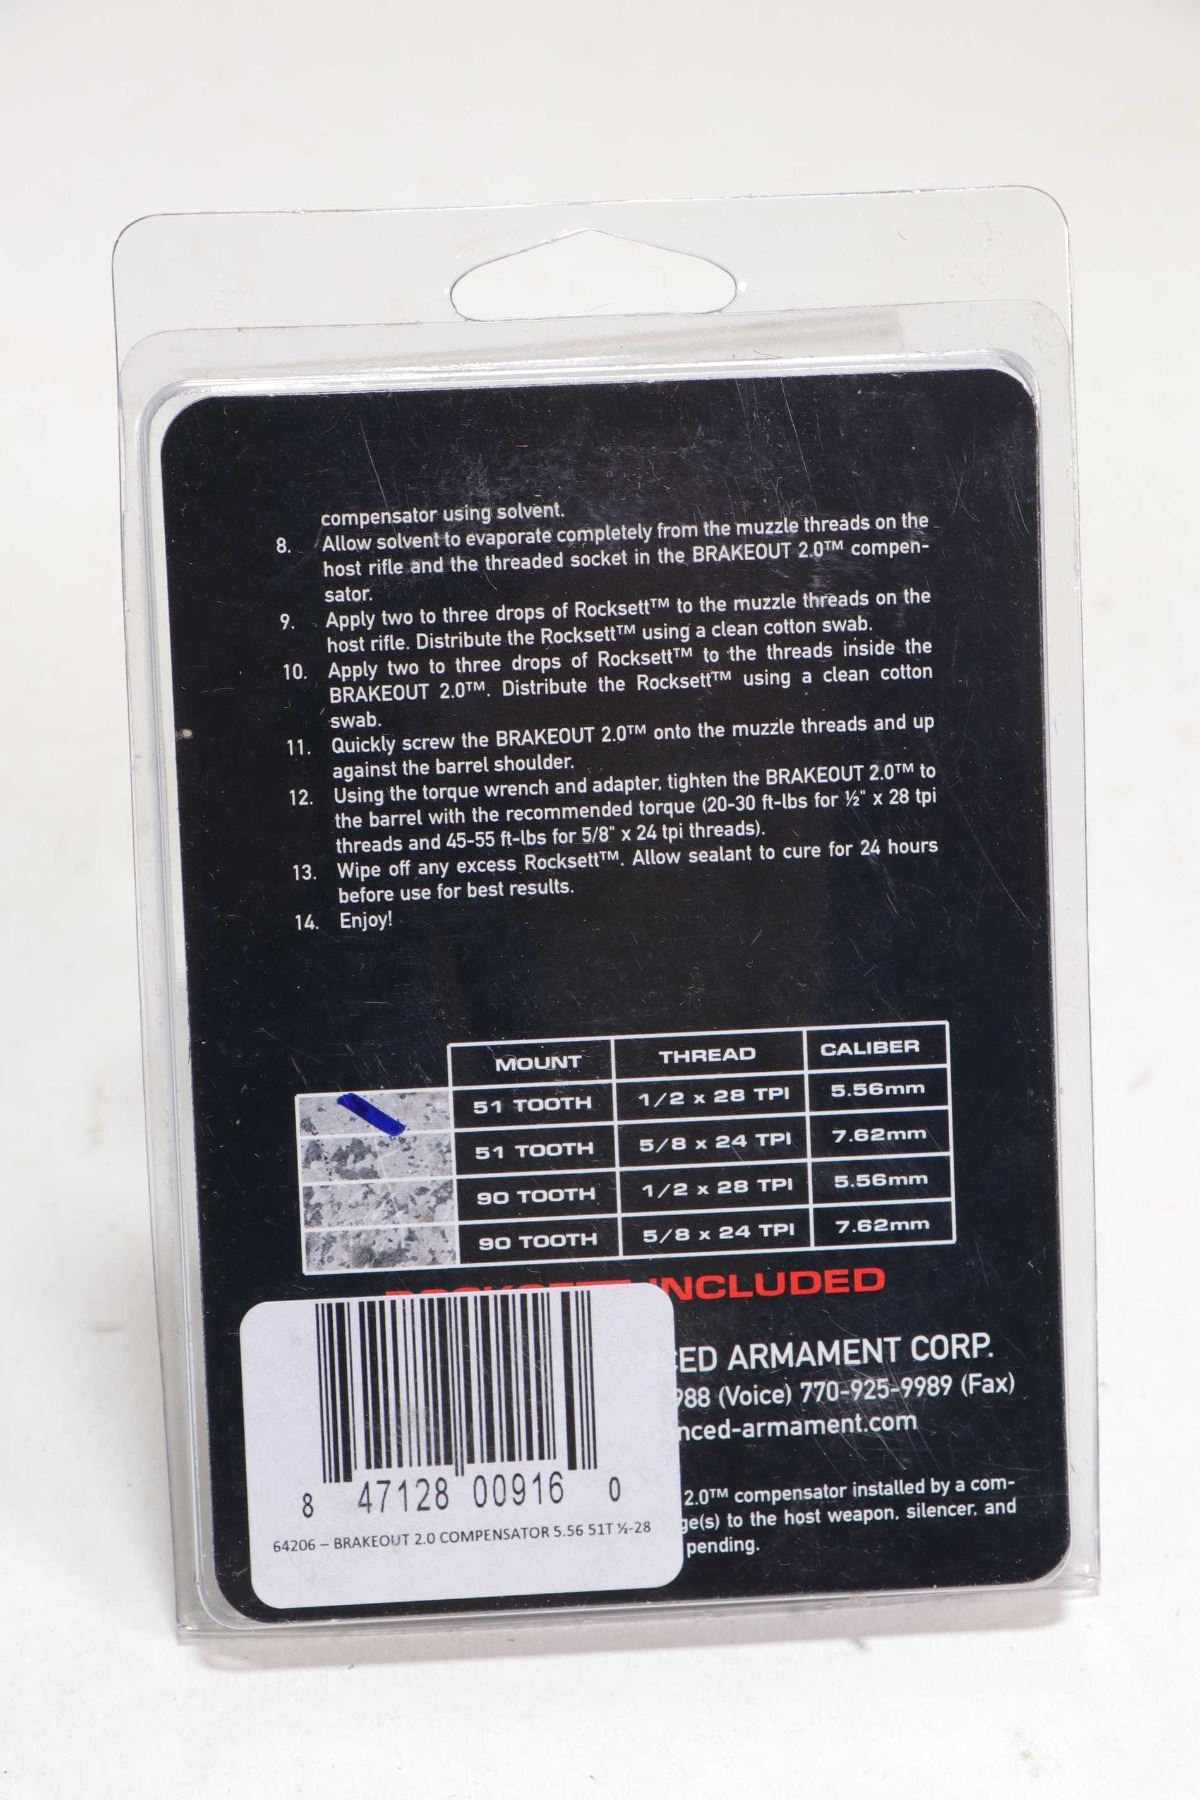 compensator using solvent.
8. Allow solvent to evaporate completely from the muzzle threads on the
host rifle and the threaded socket in the BRAKEOUT 2.0™ compen-
sator.
9. Apply two to three drops of Rocksett™ to the muzzle threads on the
host rifle. Distribute the Rocksett™ using a clean cotton swab.
10. Apply two to three drops of Rocksett™ to the threads inside the
BRAKEOUT 2.0™. Distribute the Rocksett™ using a clean cotton
swab.
11. Quickly screw the BRAKEOUT 2.0™ onto the muzzle threads and up
against the barrel shoulder.
12. Using the torque wrench and adapter, tighten the BRAKEOUT 2.0™ to
the barrel with the recommended torque (20-30 ft-lbs for ½" x 28 tpi
threads and 45-55 ft-lbs for 5/8" x 24 tpi threads).
13. Wipe off any excess Rocksett™. Allow sealant to cure for 24 hours
before use for best results.
14. Enjoy!
MOUNT THREAD CALIBER
51 TOOTH 1/2 x 28 TPI 5.56mm
51 TOOTH 5/8 x 24 TPI 7.62mm
90 TOOTH 1/2 x 28 TPI 5.56mm
90 TOOTH 5/8 x 24 TPI 7.62mm
INCLUDED
CED ARMAMENT CORP.
988 (Voice) 770-925-9989 (Fax)
nced-armament.com
2.0™ compensator installed by a com-
ge(s) to the host weapon, silencer, and
pending.
8 47128 00916 0
64206 – BRAKEOUT 2.0 COMPENSATOR 5.56 51T ½-28